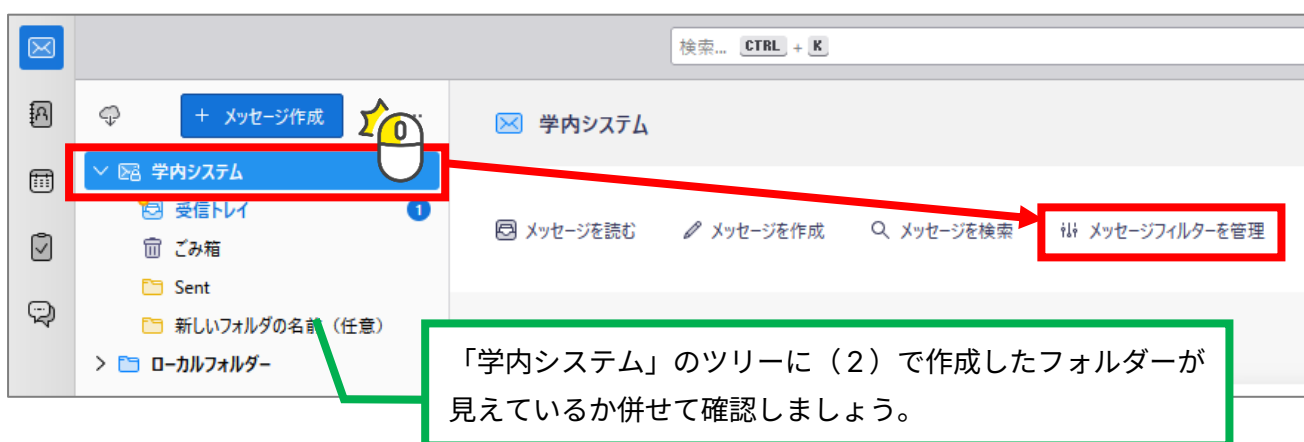 検索... CTRL + K
+ メッセージ作成
学内システム
学内システム
受信トレイ 1
メッセージを読む メッセージを作成 メッセージを検索 メッセージフィルターを管理
ごみ箱
Sent
新しいフォルダの名前（任意）
ローカルフォルダー
「学内システム」のツリーに（２）で作成したフォルダーが
見えているか併せて確認しましょう。